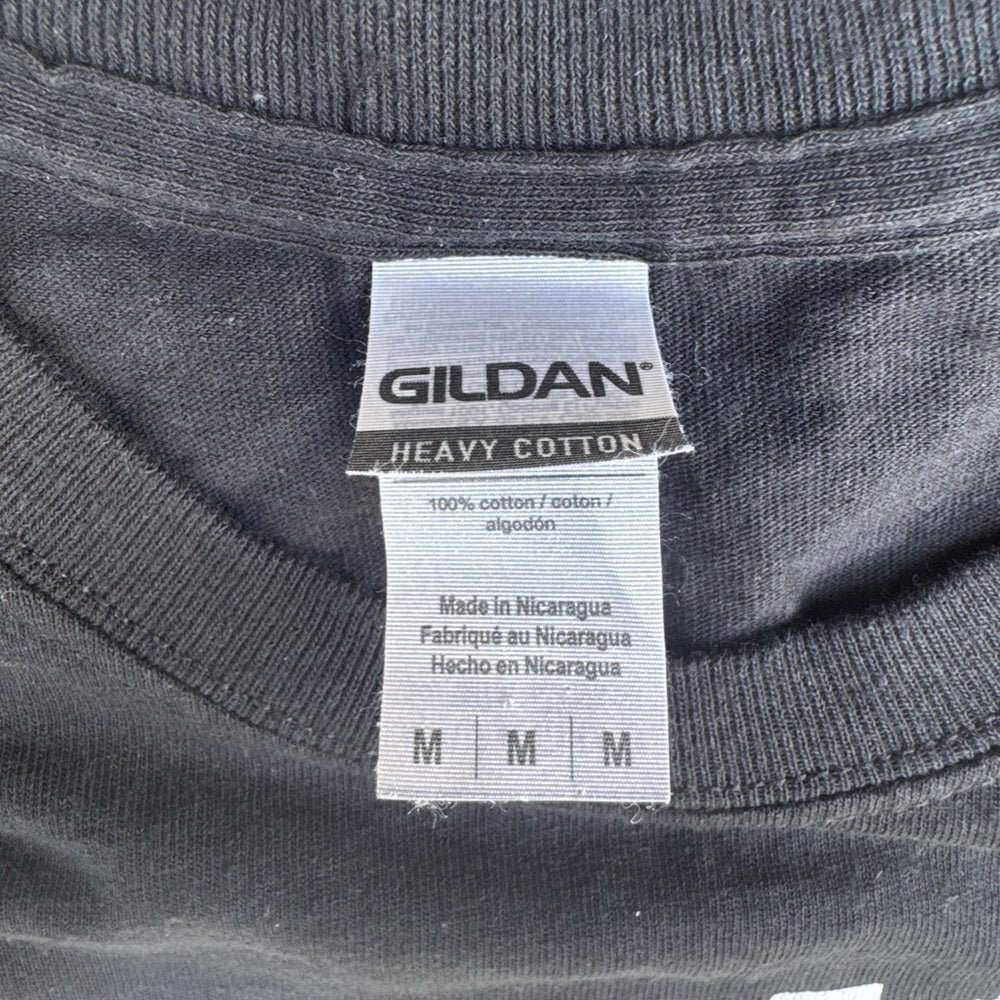 GILDAN®
HEAVY COTTON
100% cotton / coton /
algodón
Made in Nicaragua
Fabriqué au Nicaragua
Hecho en Nicaragua
M | M | M